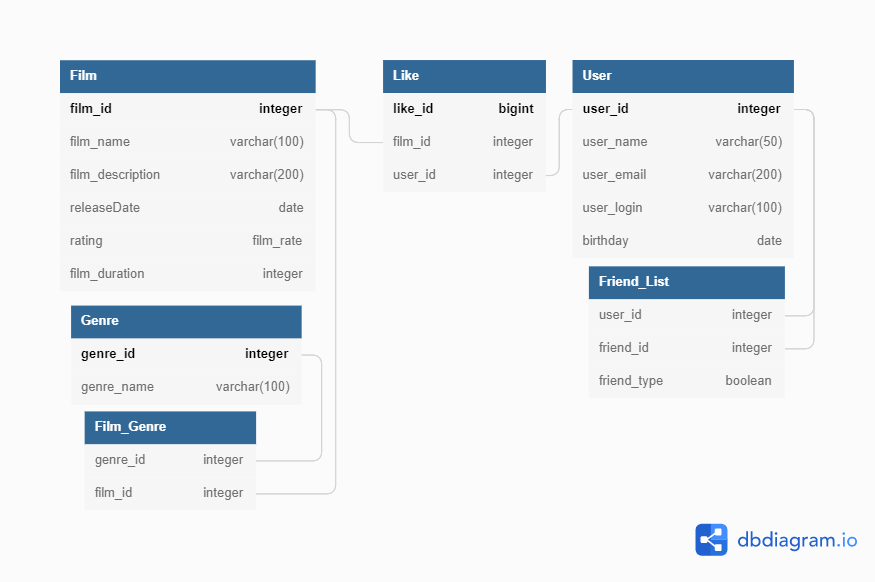 Film
film_id integer
film_name varchar(100)
film_description varchar(200)
releaseDate date
rating film_rate
film_duration integer
Like
like_id bigint
film_id integer
user_id integer
User
user_id integer
user_name varchar(50)
user_email varchar(200)
user_login varchar(100)
birthday date
Friend_List
user_id integer
friend_id integer
friend_type boolean
Genre
genre_id integer
genre_name varchar(100)
Film_Genre
genre_id integer
film_id integer
dbdiagram.io